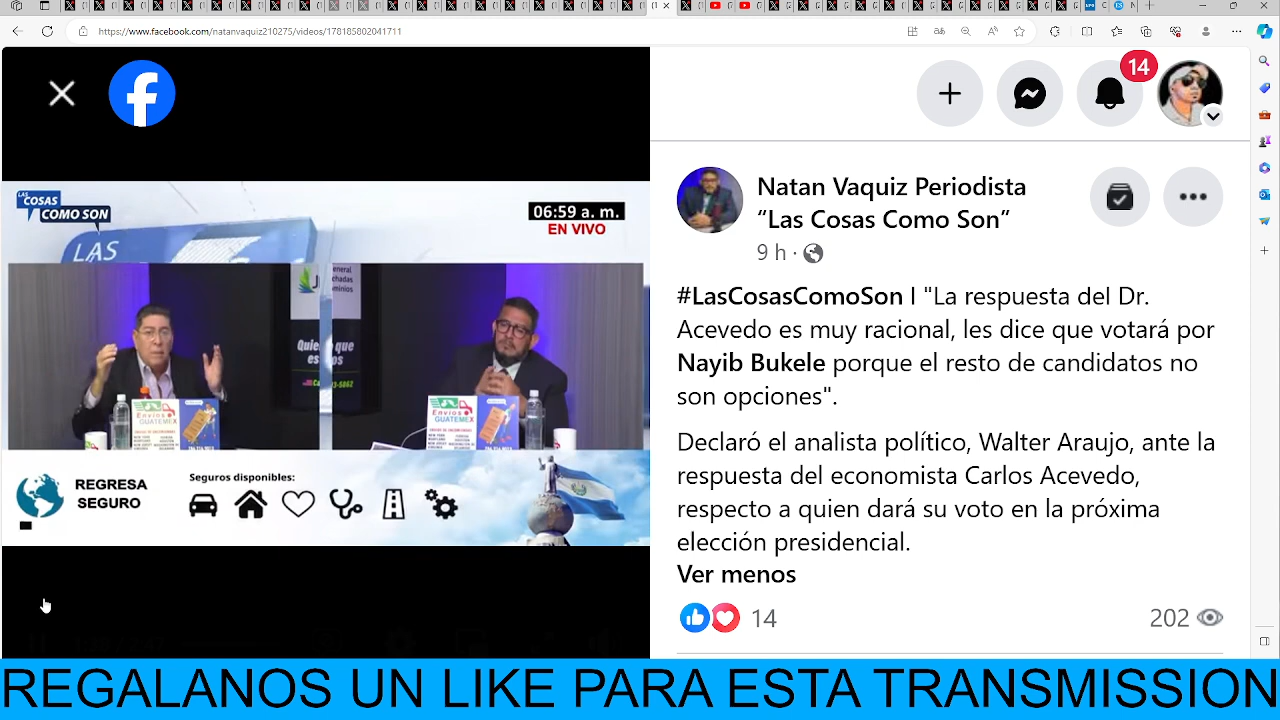 https://www.facebook.com/natanvaquiz210275/videos/178185802041711
14
LAS
COSAS
COMO SON
06:59 a. m.
EN VIVO
LAS
Envíos
GUATEMEX
Envíos
GUATEMEX
REGRESA
SEGURO
Seguros disponibles:
Natan Vaquiz Periodista
“Las Cosas Como Son”
9 h ·
#LasCosasComoSon I "La respuesta del Dr.
Acevedo es muy racional, les dice que votará por
Nayib Bukele porque el resto de candidatos no
son opciones".
Declaró el analista político, Walter Araujo, ante la
respuesta del economista Carlos Acevedo,
respecto a quien dará su voto en la próxima
elección presidencial.
Ver menos
14
202
REGALANOS UN LIKE PARA ESTA TRANSMISSION